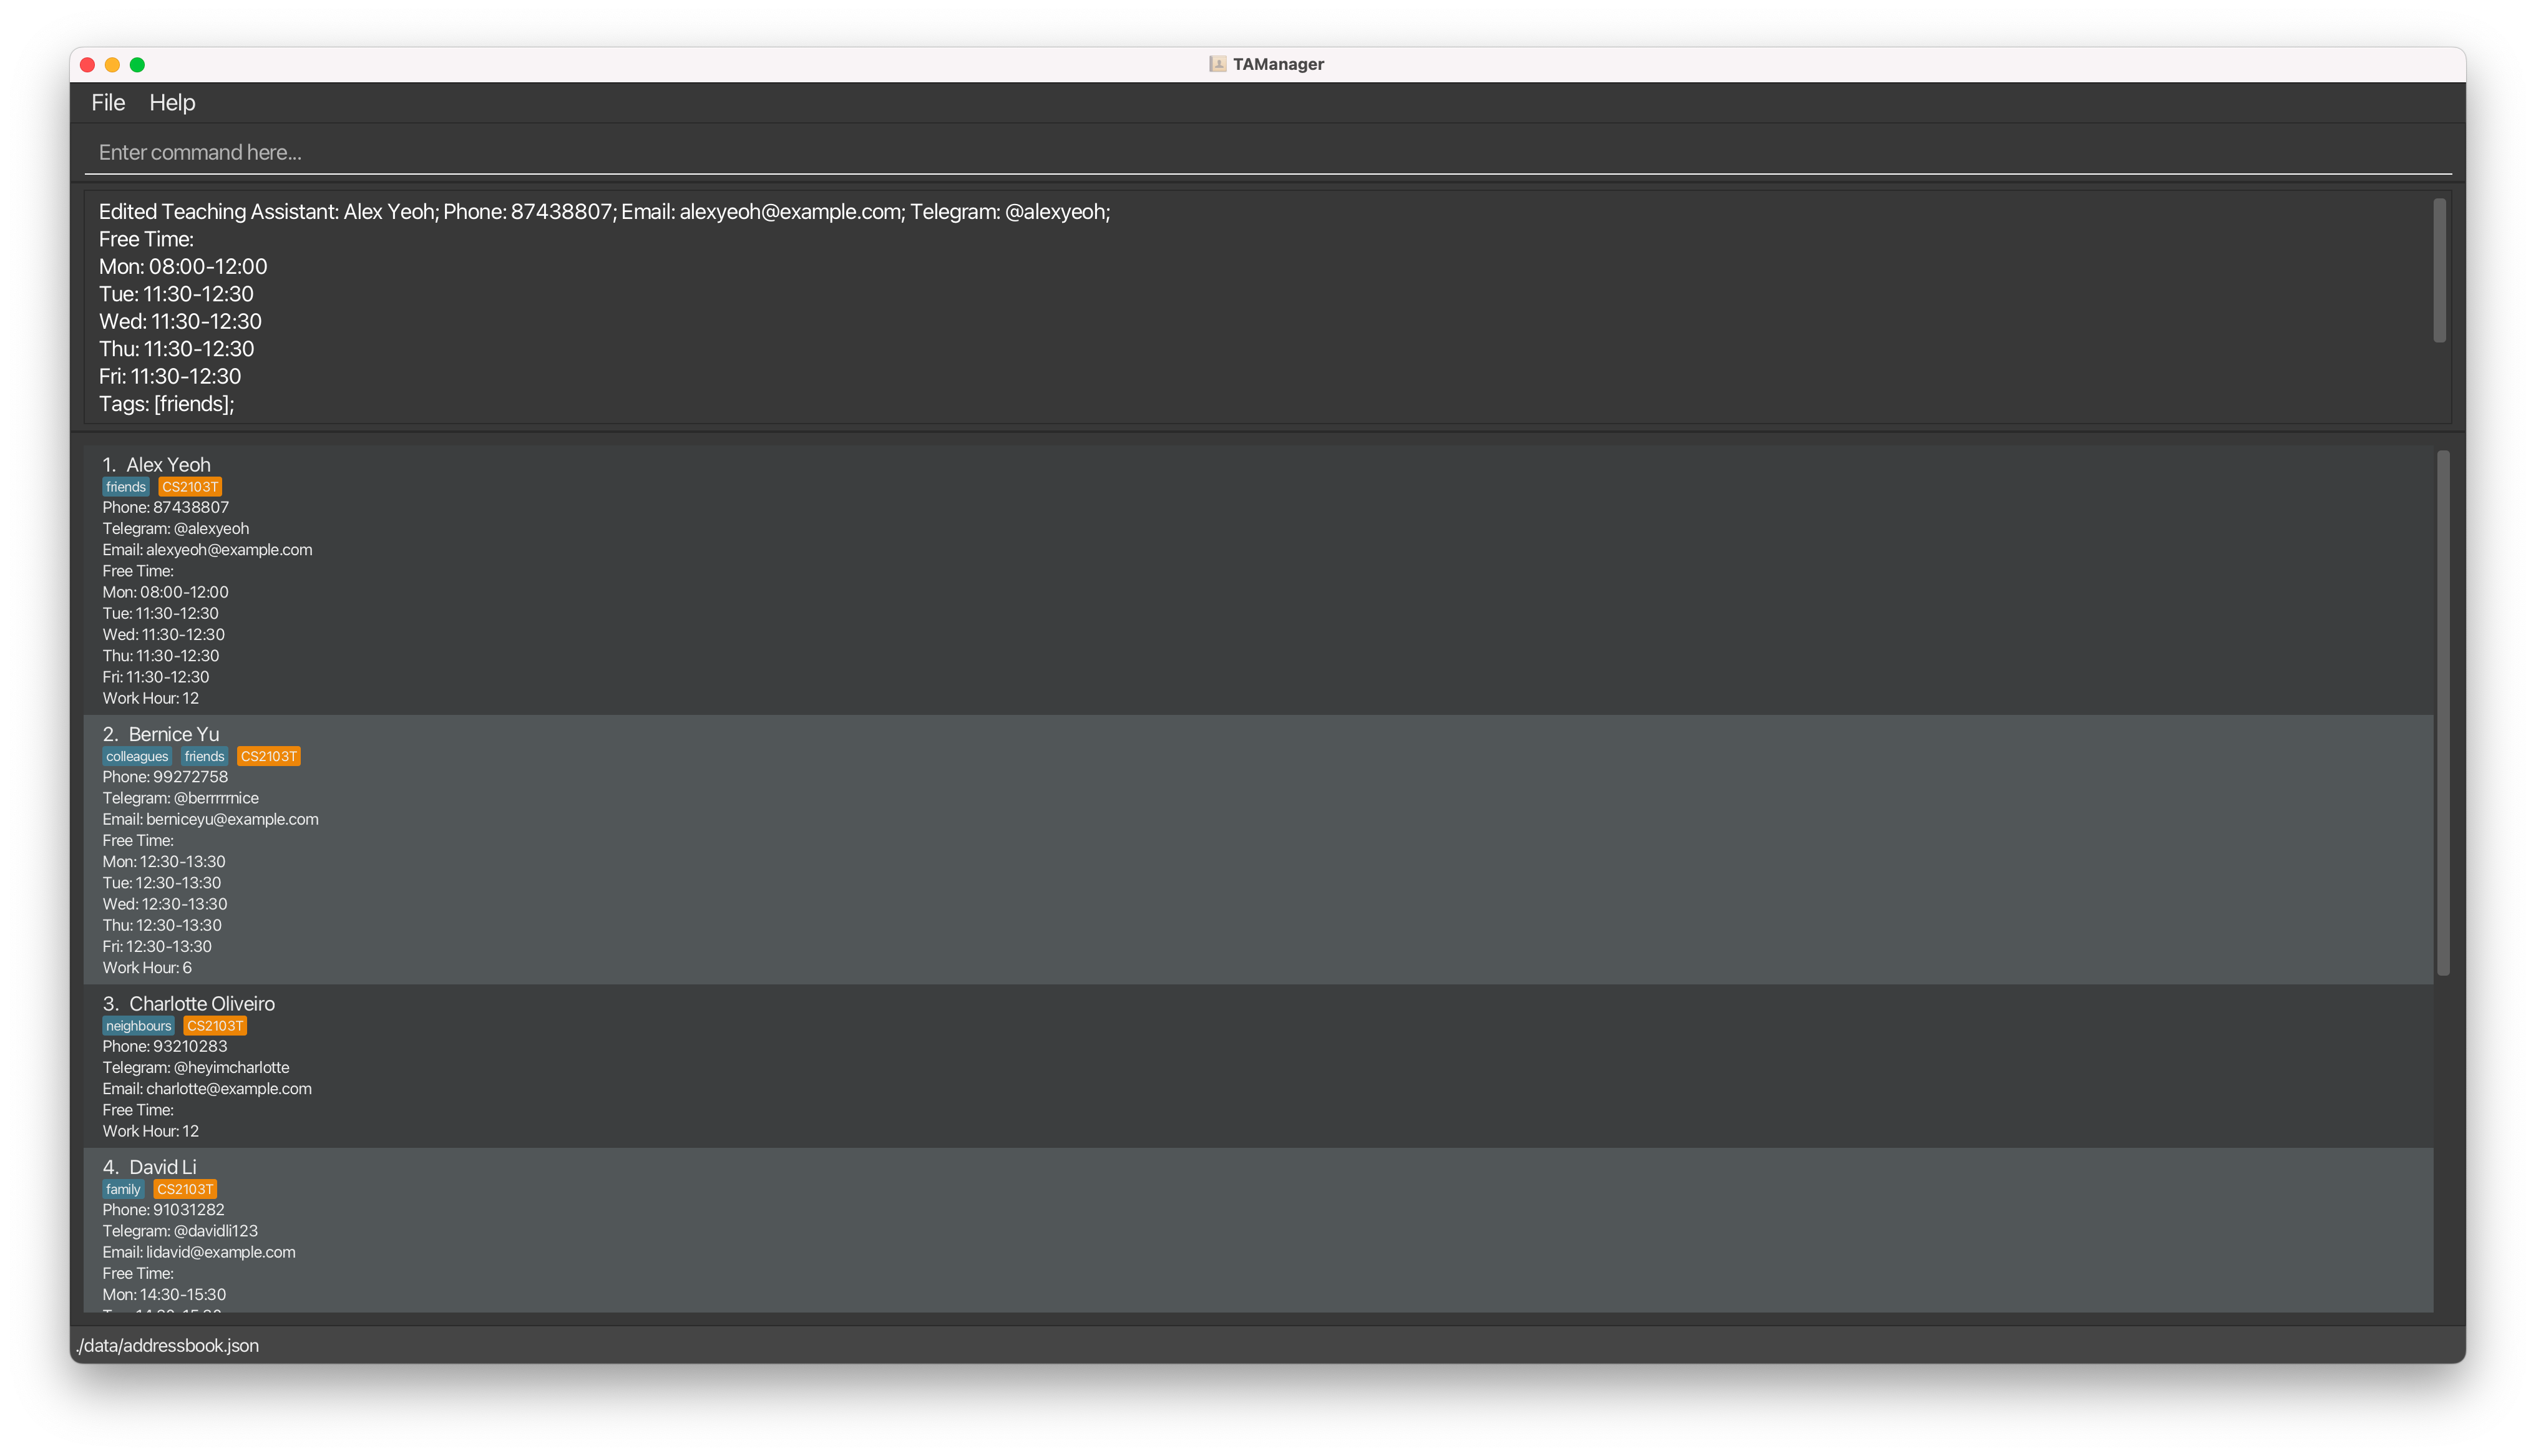 TAManager
File Help
Enter command here...
Edited Teaching Assistant: Alex Yeoh; Phone: 87438807; Email: alexyeoh@example.com; Telegram: @alexyeoh;
Free Time:
Mon: 08:00-12:00
Tue: 11:30-12:30
Wed: 11:30-12:30
Thu: 11:30-12:30
Fri: 11:30-12:30
Tags: [friends];
1. Alex Yeoh
friends CS2103T
Phone: 87438807
Telegram: @alexyeoh
Email: alexyeoh@example.com
Free Time:
Mon: 08:00-12:00
Tue: 11:30-12:30
Wed: 11:30-12:30
Thu: 11:30-12:30
Fri: 11:30-12:30
Work Hour: 12
2. Bernice Yu
colleagues friends CS2103T
Phone: 99272758
Telegram: @berrrrrnice
Email: berniceyu@example.com
Free Time:
Mon: 12:30-13:30
Tue: 12:30-13:30
Wed: 12:30-13:30
Thu: 12:30-13:30
Fri: 12:30-13:30
Work Hour: 6
3. Charlotte Oliveiro
neighbours CS2103T
Phone: 93210283
Telegram: @heyimcharlotte
Email: charlotte@example.com
Free Time:
Work Hour: 12
4. David Li
family CS2103T
Phone: 91031282
Telegram: @davidli123
Email: lidavid@example.com
Free Time:
Mon: 14:30-15:30
./data/addressbook.json